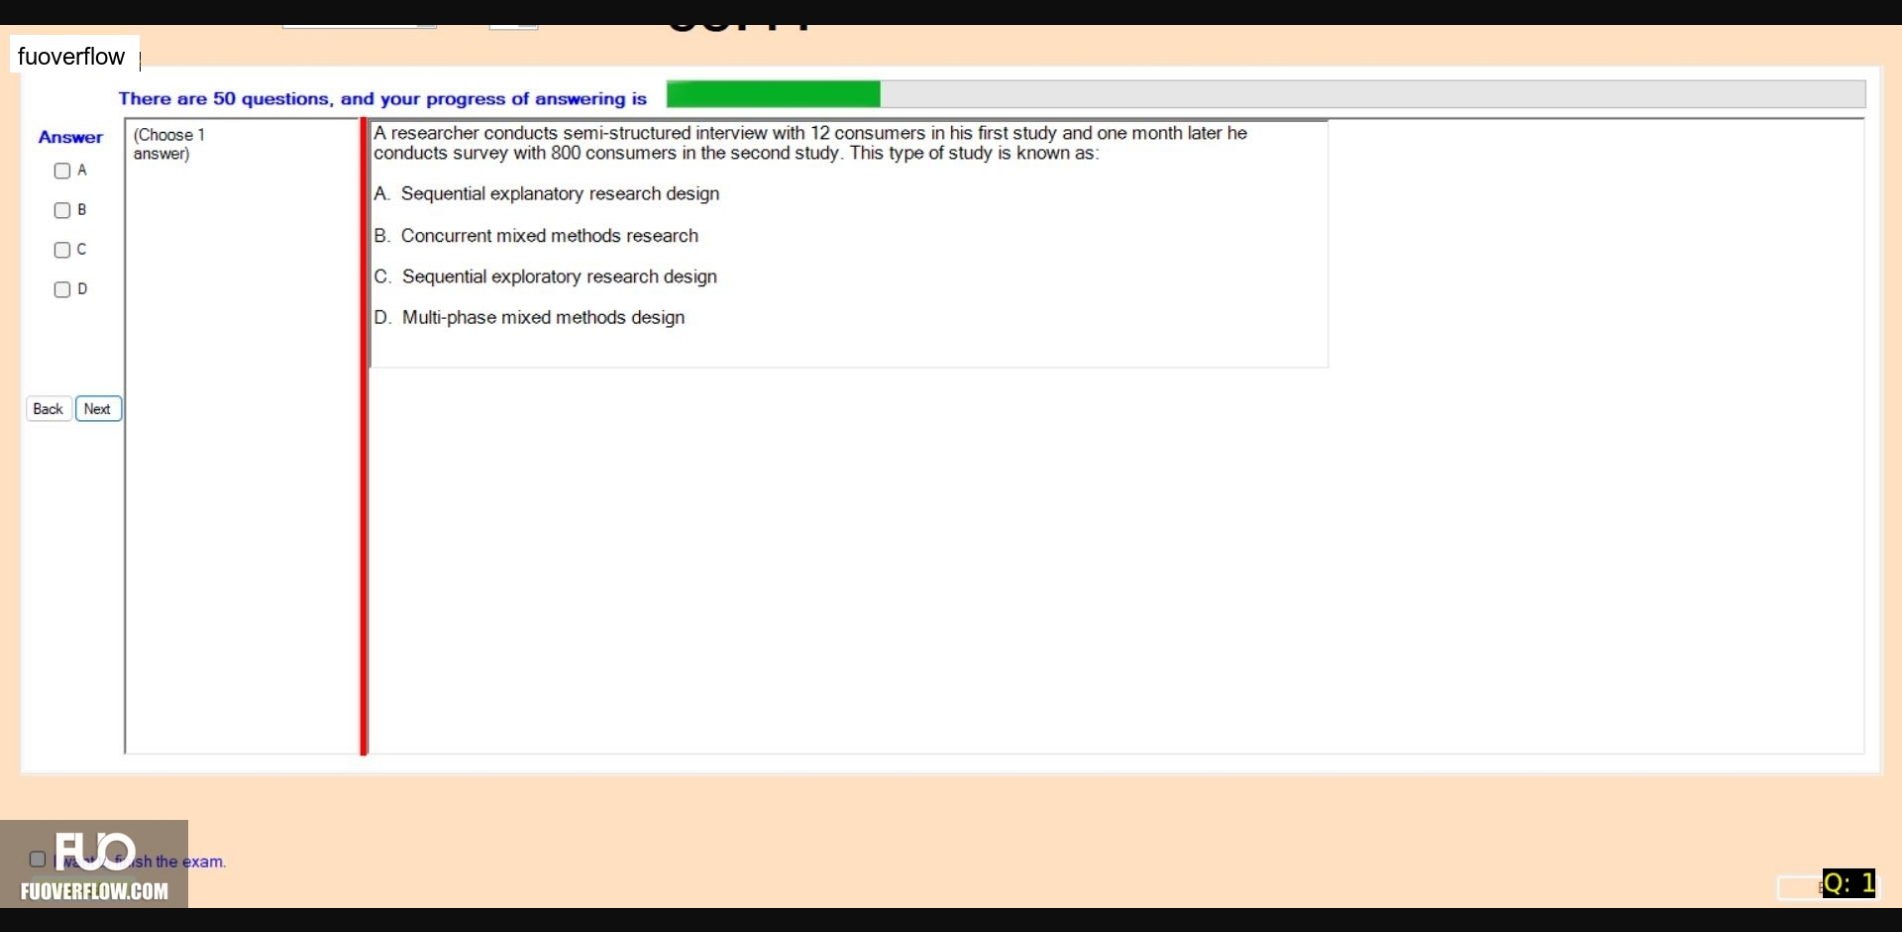 fuoverflow
There are 50 questions, and your progress of answering is
Answer
A
B
C
D
Back
Next
(Choose 1
answer)
A researcher conducts semi-structured interview with 12 consumers in his first study and one month later he
conducts survey with 800 consumers in the second study. This type of study is known as:
A. Sequential explanatory research design
B. Concurrent mixed methods research
C. Sequential exploratory research design
D. Multi-phase mixed methods design
FUO
the exam.
FUOVERFLOW.COM
Q: 1